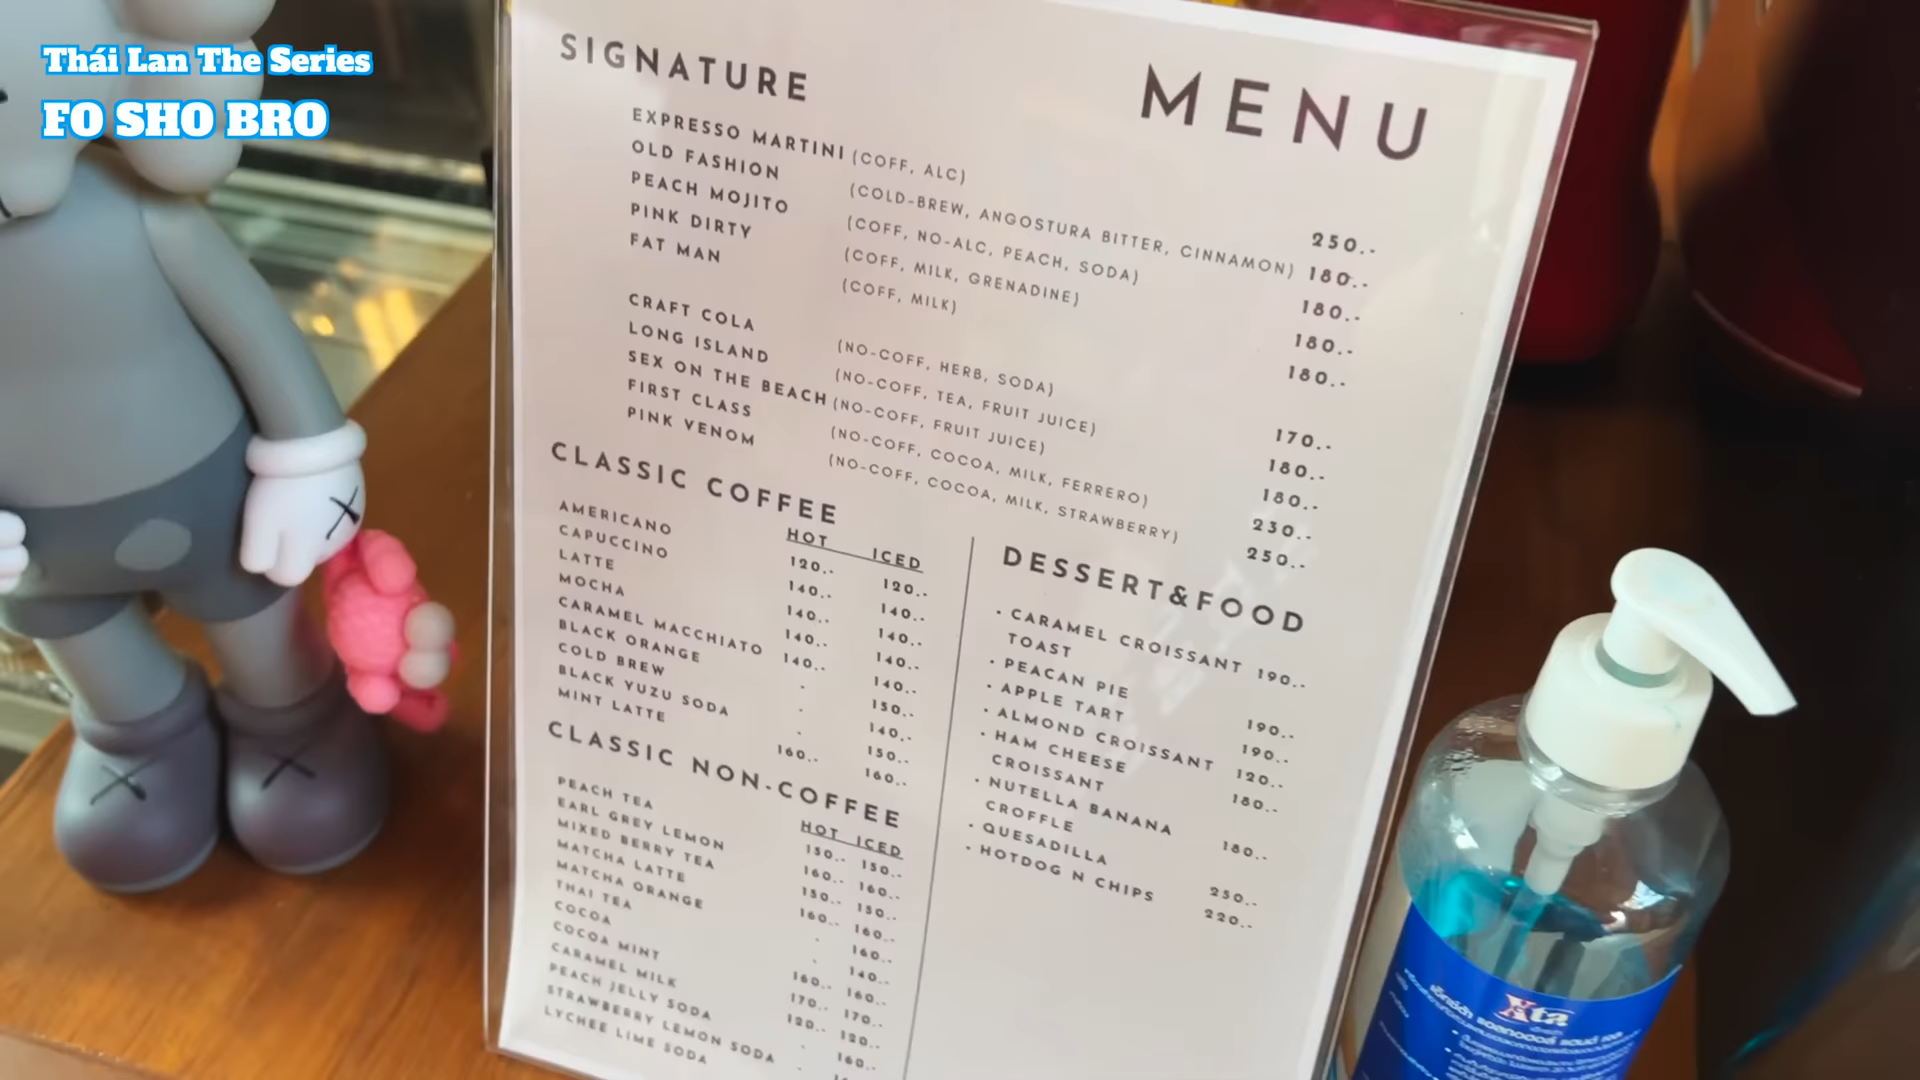 Thái Lan The Series
FO SHO BRO
MENU
SIGNATURE
EXPRESSO MARTINI (COFF, ALC) 250.-
OLD FASHION (COLD-BREW, ANGOSTURA BITTER, CINNAMON) 180.-
PEACH MOJITO (COFF, NO-ALC, PEACH, SODA) 180.-
PINK DIRTY (COFF, MILK, GRENADINE) 180.-
FAT MAN (COFF, MILK) 180.-
CRAFT COLA (NO-COFF, HERB, SODA) 170.-
LONG ISLAND (NO-COFF, TEA, FRUIT JUICE) 180.-
SEX ON THE BEACH (NO-COFF, FRUIT JUICE) 180.-
FIRST CLASS (NO-COFF, COCOA, MILK, FERRERO) 230.-
PINK VENOM (NO-COFF, COCOA, MILK, STRAWBERRY) 250.-
CLASSIC COFFEE
HOT ICED
AMERICANO 120.- 120.-
CAPUCCINO 140.- 140.-
LATTE 140.- 140.-
MOCHA 140.- 140.-
CARAMEL MACCHIATO 140.- 140.-
BLACK ORANGE - 150.-
COLD BREW - 140.-
BLACK YUZU SODA - 150.-
MINT LATTE 160.- 160.-
CLASSIC NON-COFFEE
HOT ICED
PEACH TEA 150.- 150.-
EARL GREY LEMON 160.- 160.-
MIXED BERRY TEA 150.- 150.-
MATCHA LATTE 160.- 160.-
MATCHA ORANGE - 160.-
THAI TEA - 140.-
COCOA 160.- 160.-
COCOA MINT 170.- 170.-
CARAMEL MILK 120.- 120.-
PEACH JELLY SODA - 160.-
STRAWBERRY LEMON SODA
LYCHEE LIME SODA
DESSERT&FOOD
• CARAMEL CROISSANT 190.-
TOAST
• PEACAN PIE 190.-
• APPLE TART 190.-
• ALMOND CROISSANT 120.-
• HAM CHEESE 180.-
CROISSANT
• NUTELLA BANANA 180.-
CROFFLE
• QUESADILLA 250.-
• HOTDOG N CHIPS 220.-
Xta